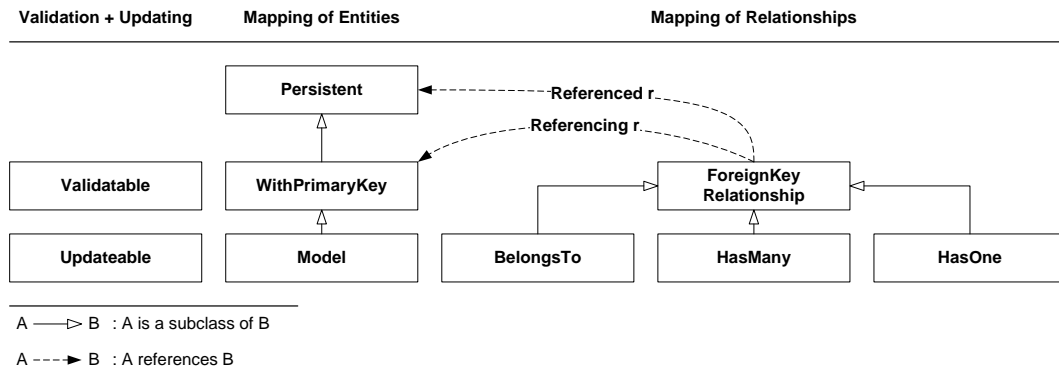 Validation + Updating
Mapping of Entities
Mapping of Relationships
Persistent
Referenced r
Referencing r
Validatable
WithPrimaryKey
ForeignKey
Relationship
Updateable
Model
BelongsTo
HasMany
HasOne
A B : A is a subclass of B
A B : A references B